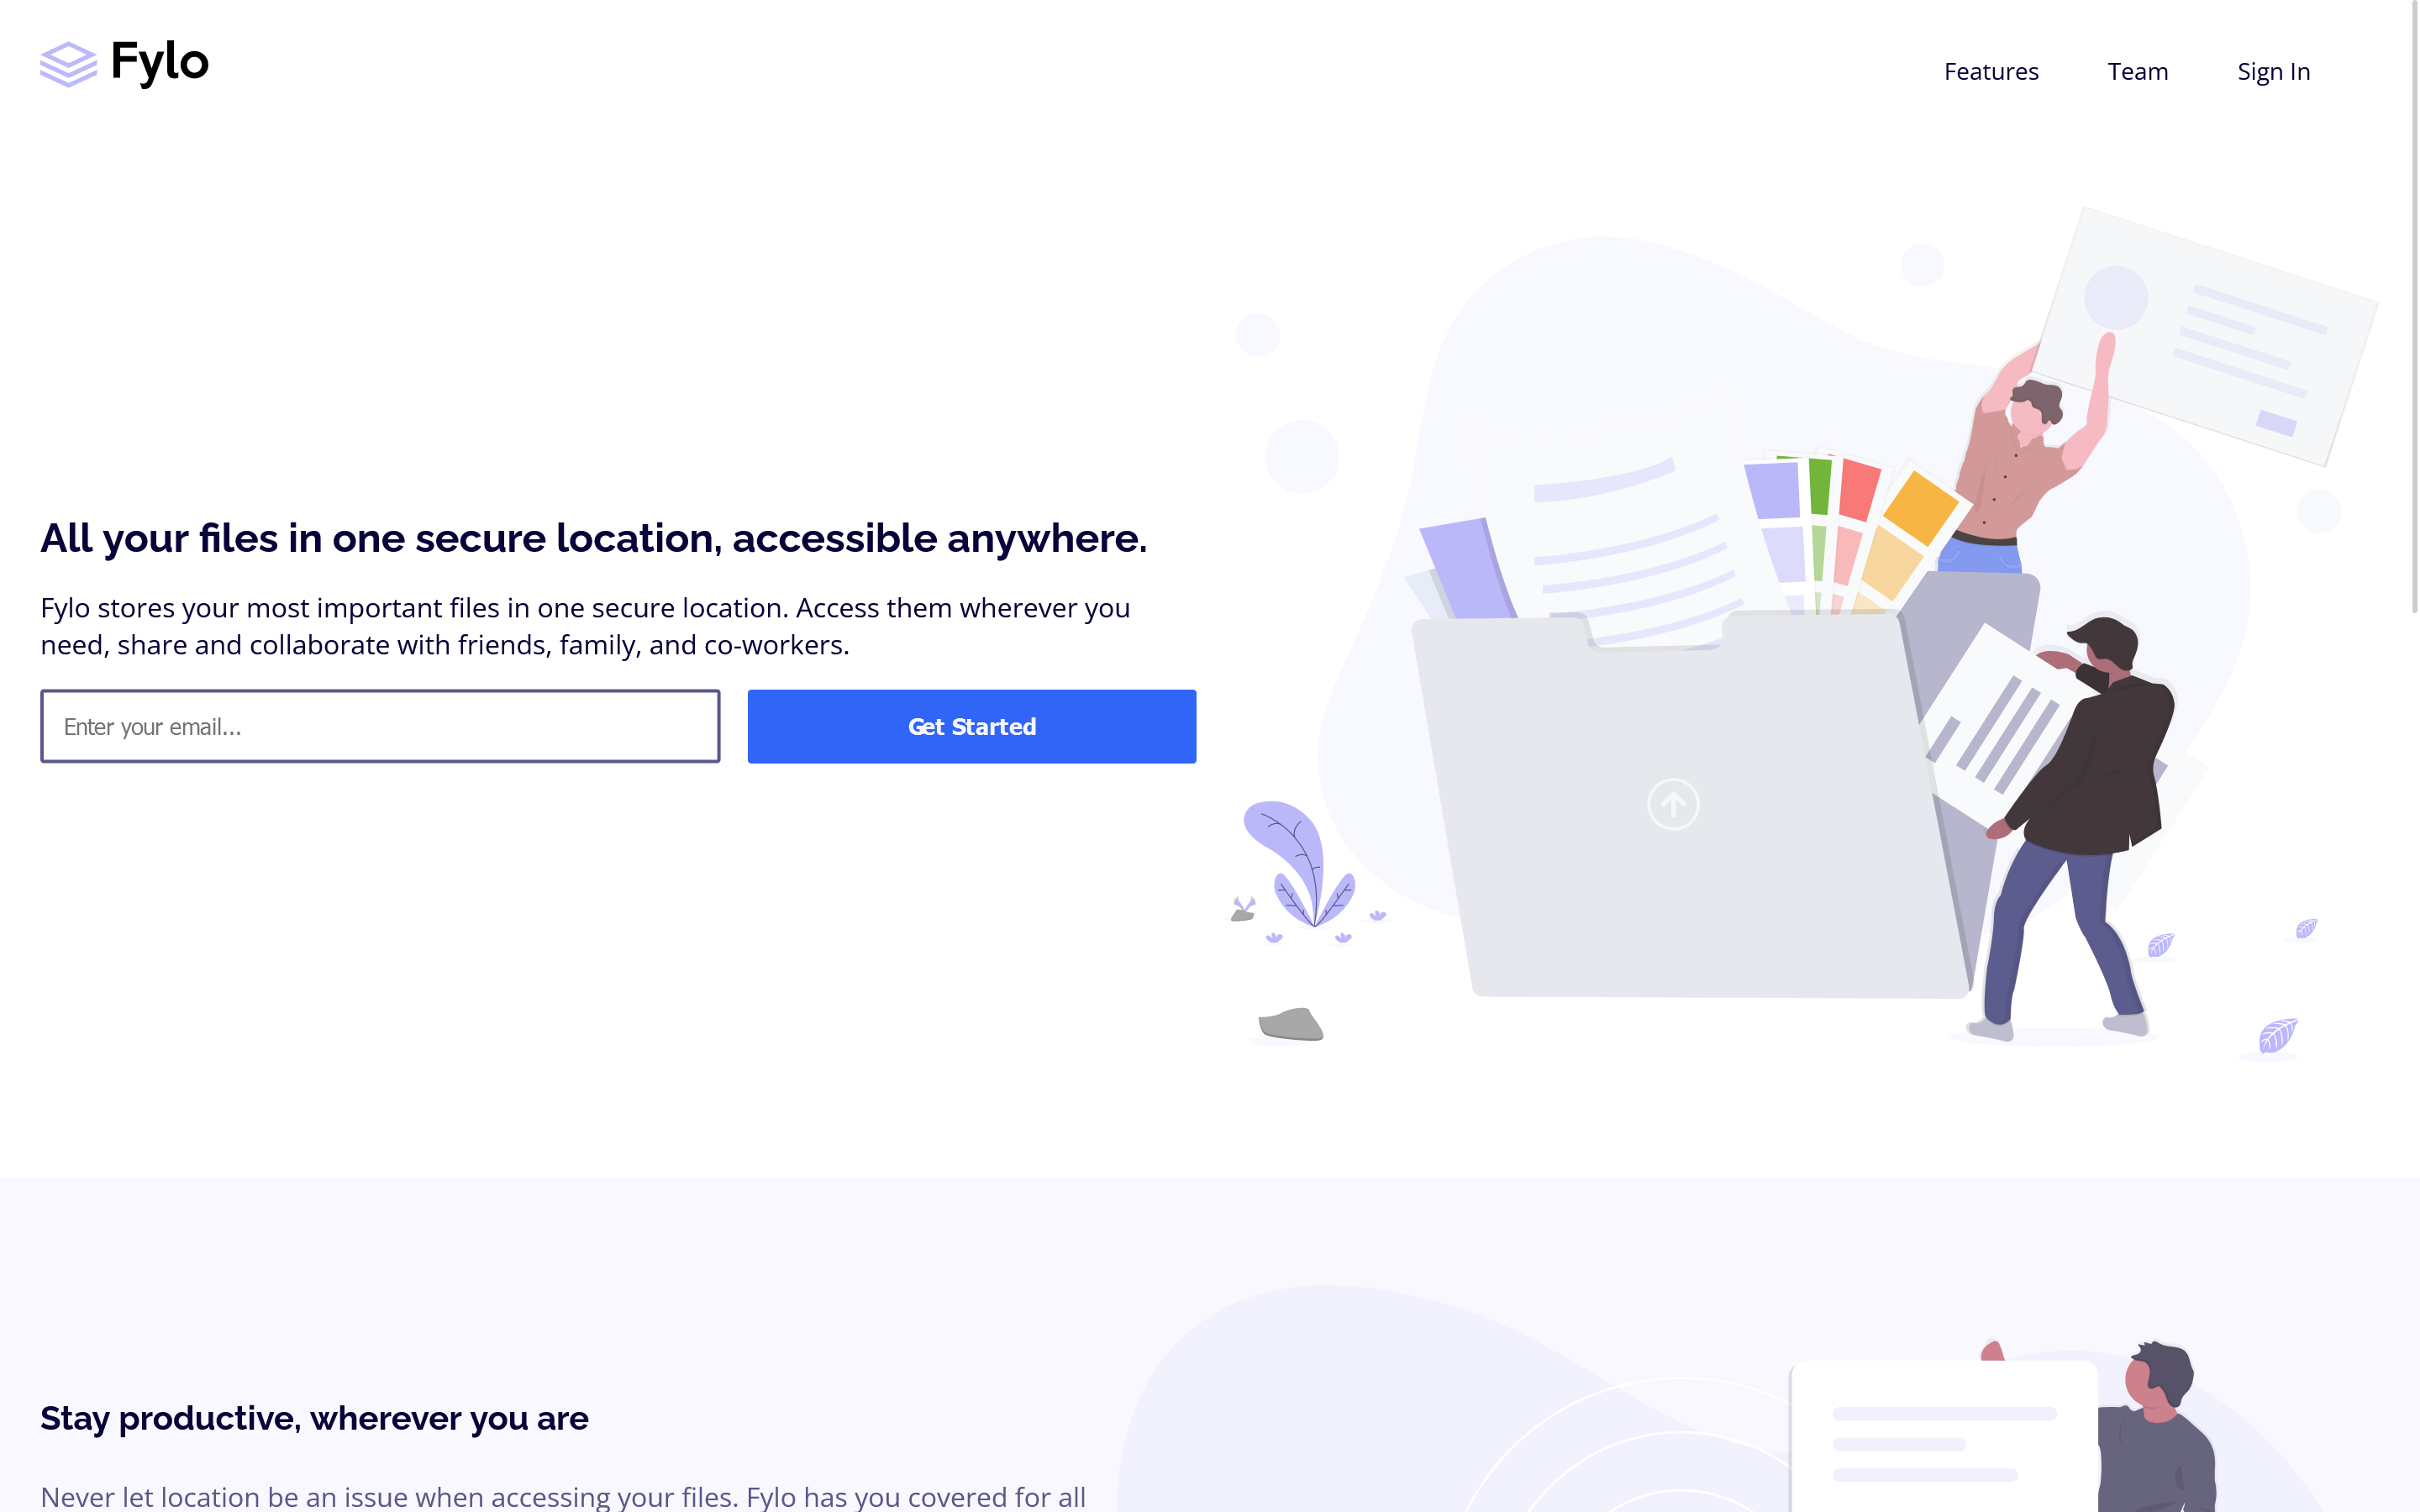 Fylo
Features
Team
Sign In
All your files in one secure location, accessible anywhere.
Fylo stores your most important files in one secure location. Access them wherever you
need, share and collaborate with friends, family, and co-workers.
Enter your email...
Get Started
Stay productive, wherever you are
Never let location be an issue when accessing your files. Fylo has you covered for all